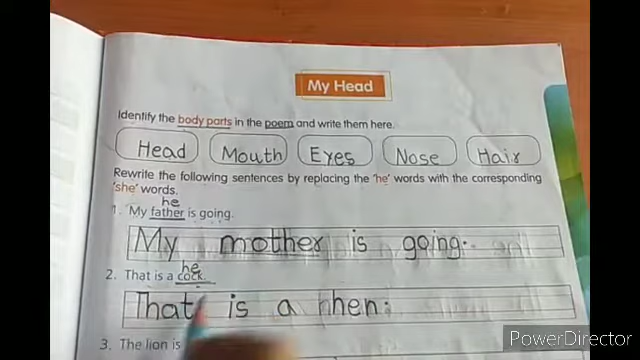 My Head
Identify the body parts in the poem and write them here.
Head Mouth Eyes Nose Hair
Rewrite the following sentences by replacing the 'he' words with the corresponding
'she' words.
he
1. My father is going.
My mother is going.
he
2. That is a cock.
That is a hen.
3. The lion is
PowerDirector